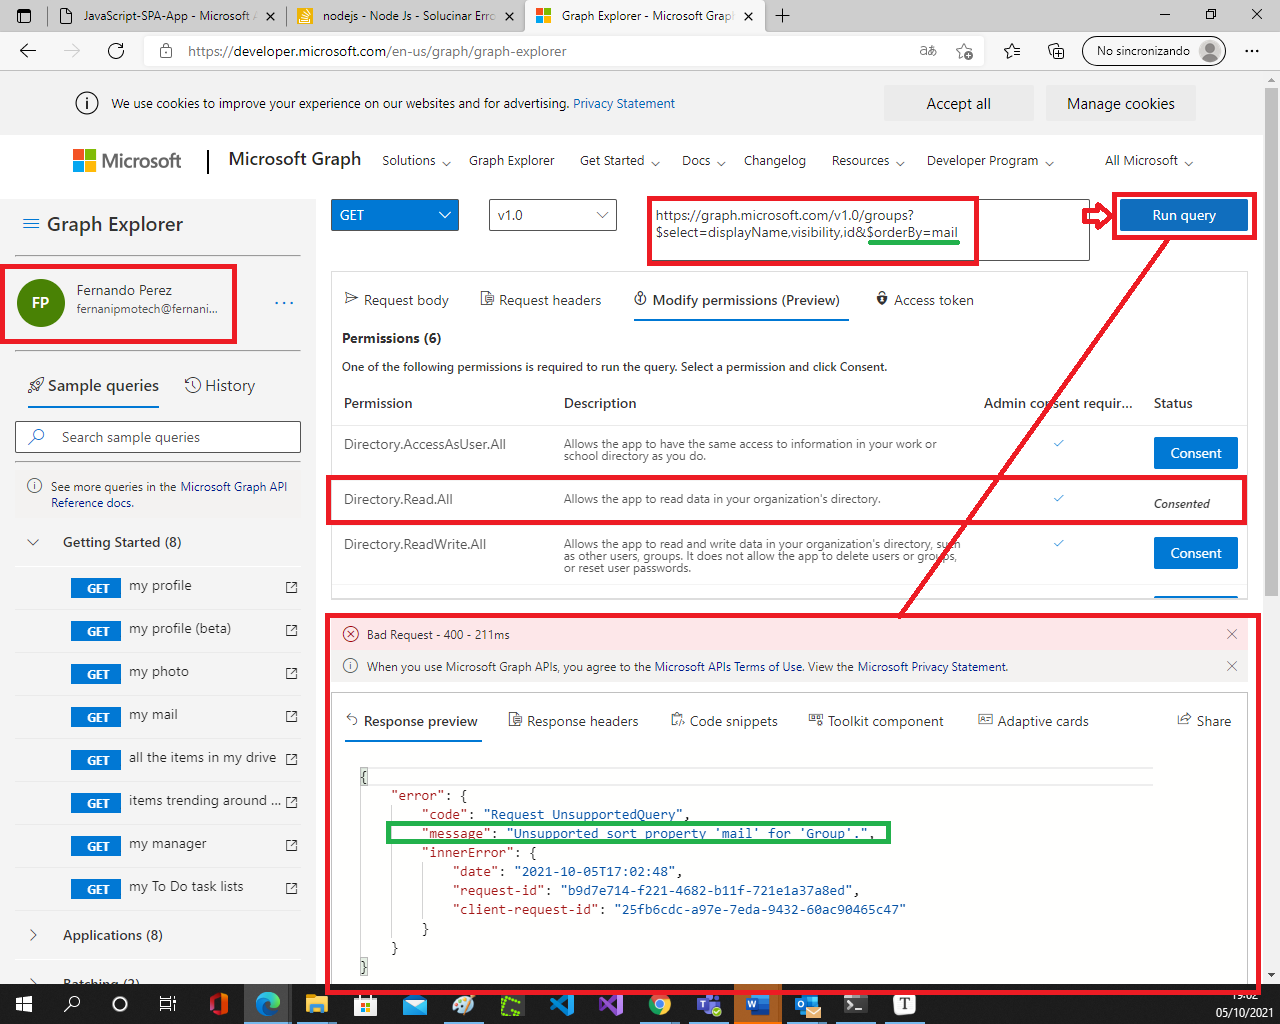 JavaScript-SPA-App - Microsoft A
nodejs - Node Js - Solucinar Erro
Graph Explorer - Microsoft Graph
https://developer.microsoft.com/en-us/graph/graph-explorer
No sincronizando
We use cookies to improve your experience on our websites and for advertising. Privacy Statement
Accept all
Manage cookies
Microsoft
Microsoft Graph
Solutions
Graph Explorer
Get Started
Docs
Changelog
Resources
Developer Program
All Microsoft
Graph Explorer
GET
v1.0
https://graph.microsoft.com/v1.0/groups?
$select=displayName,visibility,id&$orderBy=mail
Run query
FP
Fernando Perez
fernanipmotech@fernani...
Request body
Request headers
Modify permissions (Preview)
Access token
Permissions (6)
One of the following permissions is required to run the query. Select a permission and click Consent.
Permission
Description
Admin consent requir...
Status
Directory.AccessAsUser.All
Allows the app to have the same access to information in your work or
school directory as you do.
Consent
Directory.Read.All
Allows the app to read data in your organization's directory.
Consented
Directory.ReadWrite.All
Allows the app to read and write data in your organization's directory, such
as other users, groups. It does not allow the app to delete users or groups,
or reset user passwords.
Consent
Sample queries
History
Search sample queries
See more queries in the Microsoft Graph API
Reference docs.
Getting Started (8)
GET my profile
GET my profile (beta)
GET my photo
GET my mail
GET all the items in my drive
GET items trending around ...
GET my manager
GET my To Do task lists
Applications (8)
Batching (2)
Bad Request - 400 - 211ms
When you use Microsoft Graph APIs, you agree to the Microsoft APIs Terms of Use. View the Microsoft Privacy Statement.
Response preview
Response headers
Code snippets
Toolkit component
Adaptive cards
Share
{
"error": {
"code": "Request_UnsupportedQuery",
"message": "Unsupported sort property 'mail' for 'Group'.",
"innerError": {
"date": "2021-10-05T17:02:48",
"request-id": "b9d7e714-f221-4682-b11f-721e1a37a8ed",
"client-request-id": "25fb6cdc-a97e-7eda-9432-60ac90465c47"
}
}
}
19:02
05/10/2021